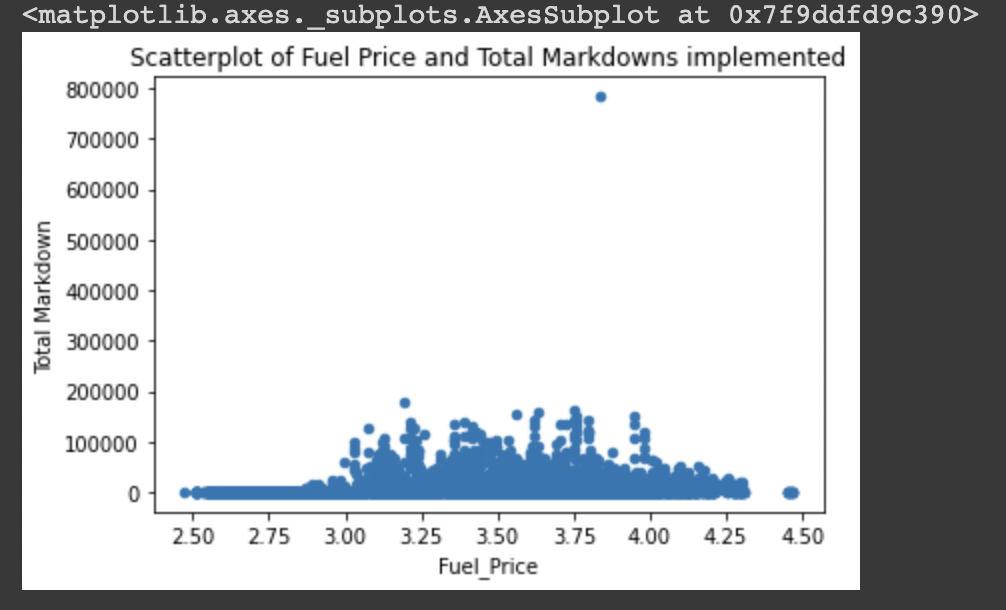 <matplotlib.axes._subplots.AxesSubplot at 0x7f9ddfd9c390>
Scatterplot of Fuel Price and Total Markdowns implemented
800000
700000
600000
500000
400000
300000
200000
100000
0
Total Markdown
2.50 2.75 3.00 3.25 3.50 3.75 4.00 4.25 4.50
Fuel_Price